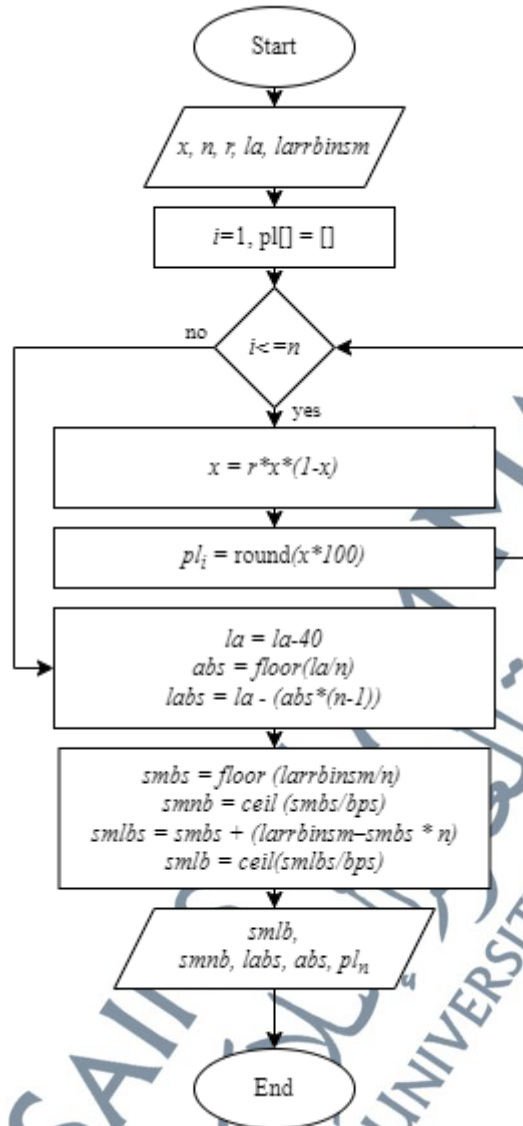 Start
x, n, r, la, larrbinsm
i=1, pl[] = []
i<=n
no
yes
x = r*x*(1-x)
pl_i = round(x*100)
la = la-40
abs = floor(la/n)
labs = la - (abs*(n-1))
smbs = floor (larrbinsm/n)
smnb = ceil (smbs/bps)
smlbs = smbs + (larrbinsm–smbs * n)
smlb = ceil(smlbs/bps)
smlb,
smnb, labs, abs, pl_n
End